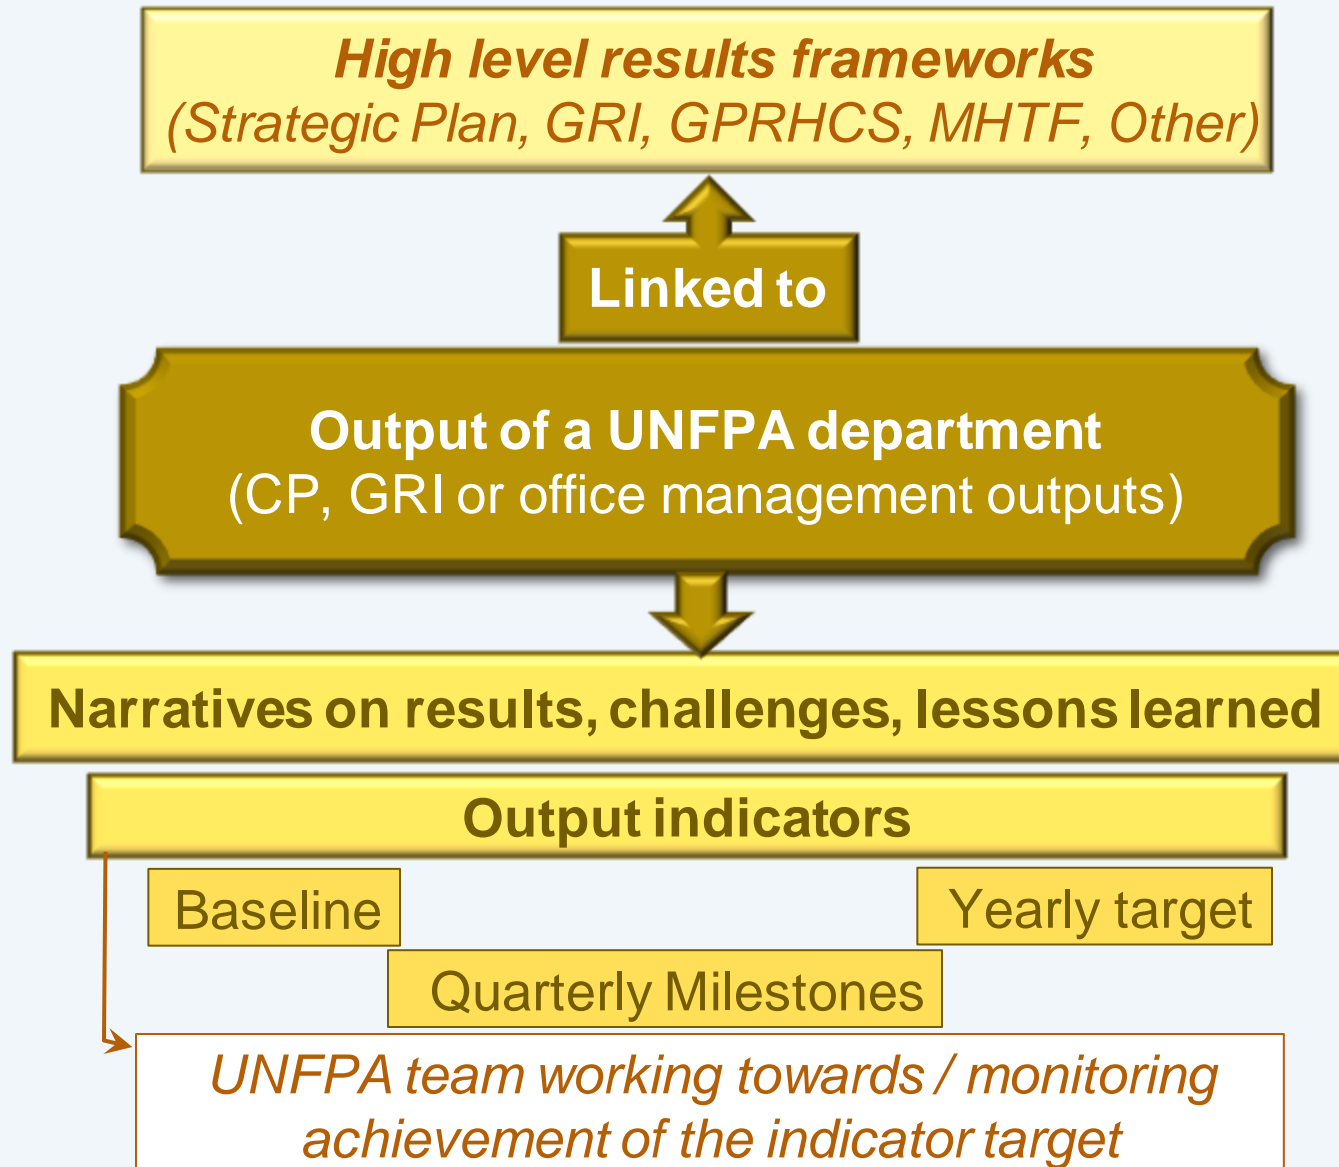 High level results frameworks
(Strategic Plan, GRI, GPRHCS, MHTF, Other)
Linked to
Output of a UNFPA department
(CP, GRI or office management outputs)
Narratives on results, challenges, lessons learned
Output indicators
Baseline
Yearly target
Quarterly Milestones
UNFPA team working towards / monitoring
achievement of the indicator target